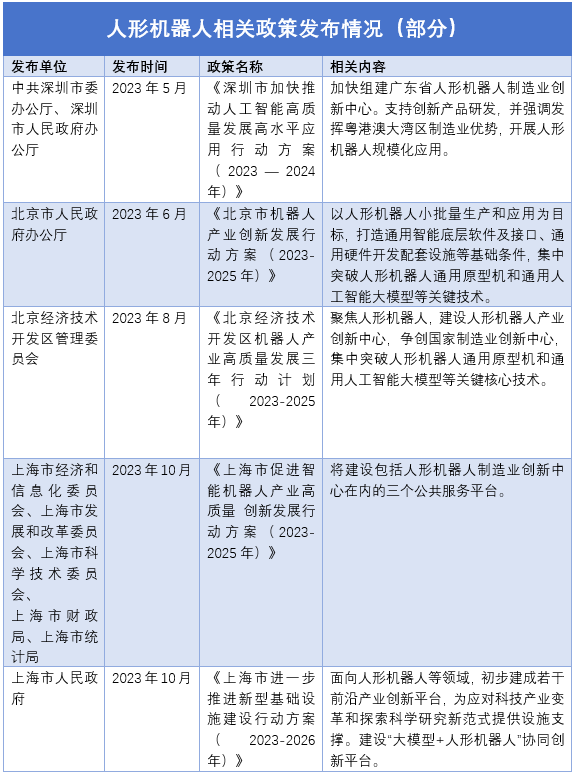 人形机器人相关政策发布情况（部分）
发布单位
发布时间
政策名称
相关内容
中共深圳市委
办公厅、深圳
市人民政府办
公厅
2023 年 5 月
《深圳市加快推
动人工智能高质
量发展高水平应
用行动方案
（2023—2024
年）》
加快组建广东省人形机器人制造业创
新中心。支持创新产品研发，并强调发
挥粤港澳大湾区制造业优势，开展人形
机器人规模化应用。
北京市人民政
府办公厅
2023 年 6 月
《北京市机器人
产业创新发展行
动方案（2023-
2025 年）》
以人形机器人小批量生产和应用为目
标，打造通用智能底层软件及接口、通
用硬件开发配套设施等基础条件，集中
突破人形机器人通用原型机和通用人
工智能大模型等关键技术。
北京经济技术
开发区管理委
员会
2023 年 8 月
《北京经济技术
开发区机器人产
业高质量发展三
年行动计划
（2023-2025
年）》
聚焦人形机器人，建设人形机器人产业
创新中心，争创国家制造业创新中心，
集中突破人形机器人通用原型机和通
用人工智能大模型等关键核心技术。
上海市经济和
信息化委员
会、上海市发
展和改革委员
会、上海市科
学技术委员
会、
上海市财政
局、上海市统
计局
2023 年 10 月
《上海市促进智
能机器人产业高
质量 创新发展行
动方案（2023-
2025 年）》
将建设包括人形机器人制造业创新中
心在内的三个公共服务平台。
上海市人民政
府
2023 年 10 月
《上海市进一步
推进新型基础设
施建设行动方案
（2023-2026
年）》
面向人形机器人等领域，初步建成若干
前沿产业创新平台，为应对科技产业变
革和探索科学研究新范式提供设施支
撑。建设“大模型+人形机器人”协同创
新平台。